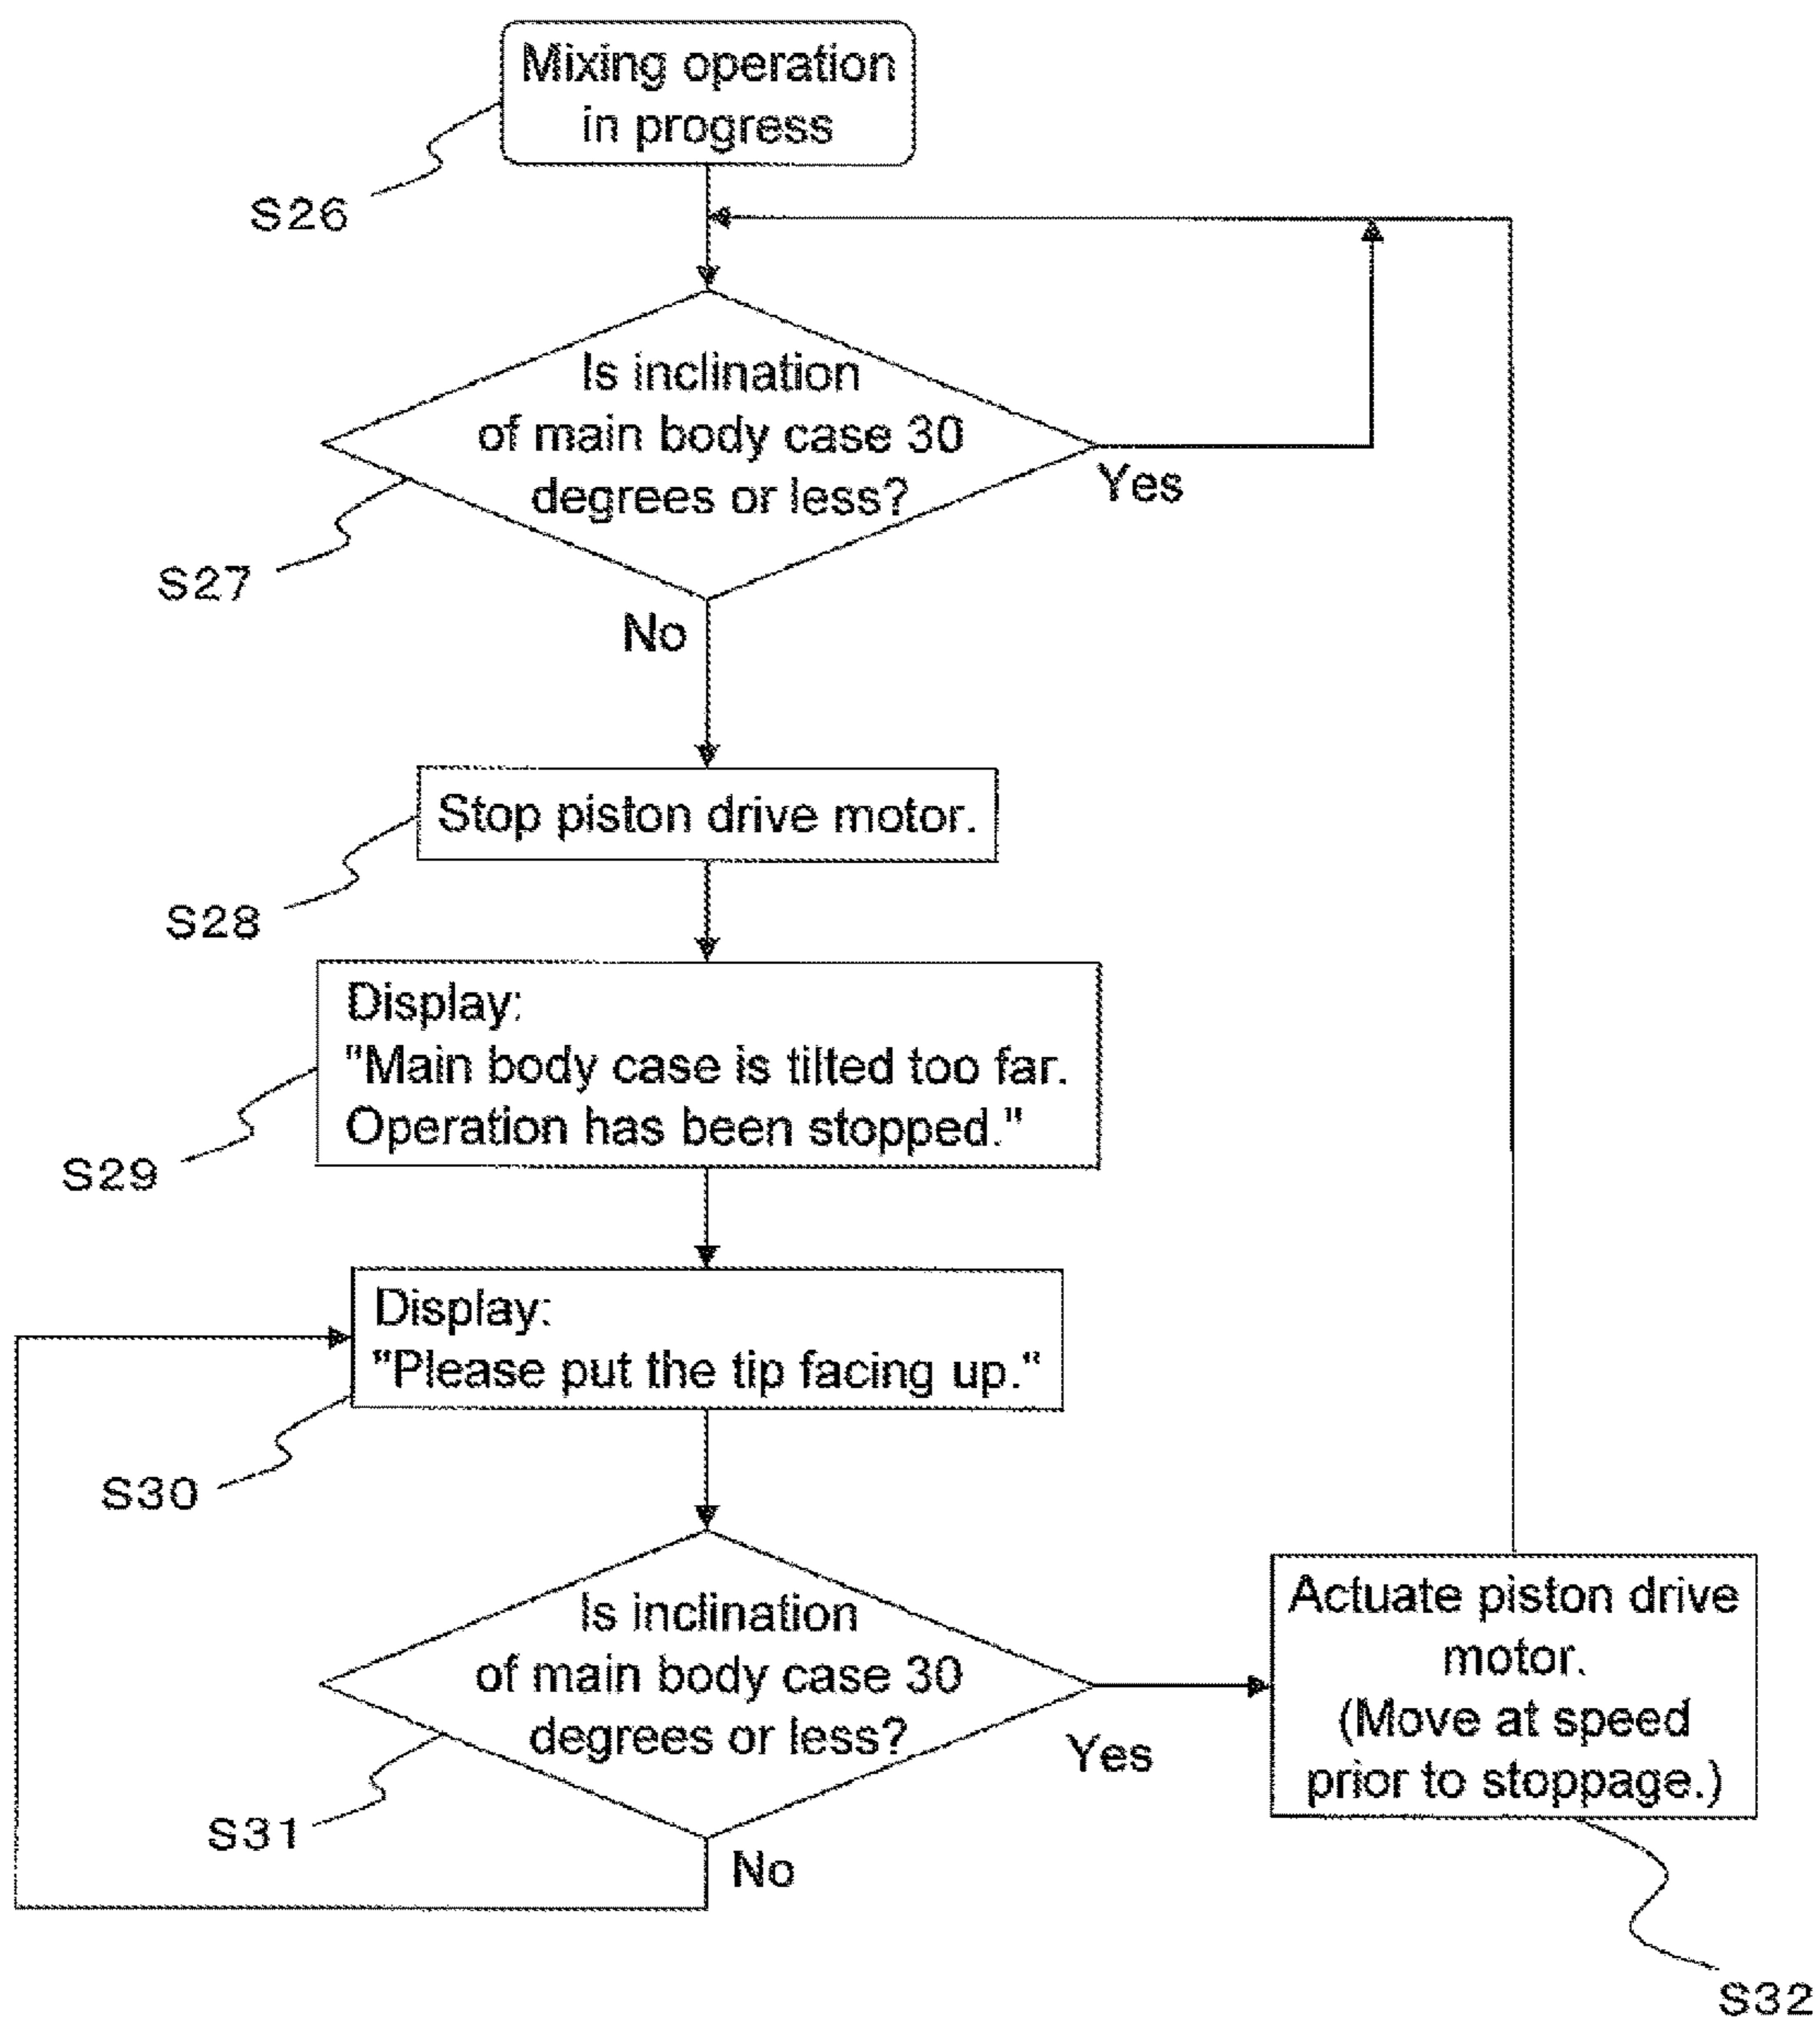 Mixing operation
in progress
S26
Is inclination
of main body case 30
degrees or less?
Yes
S27
No
Stop piston drive motor.
S28
Display:
"Main body case is tilted too far.
Operation has been stopped."
S29
Display:
"Please put the tip facing up."
S30
Is inclination
of main body case 30
degrees or less?
Yes
S31
No
Actuate piston drive
motor.
(Move at speed
prior to stoppage.)
S32